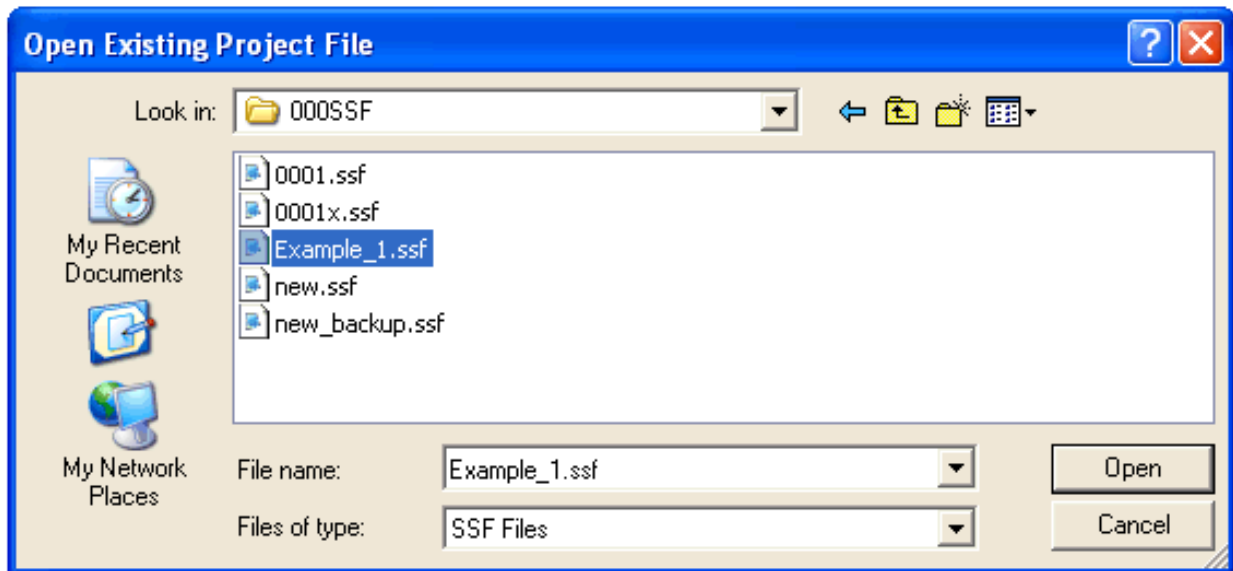 Open Existing Project File
Look in: 000SSF
0001.ssf
0001x.ssf
Example_1.ssf
new.ssf
new_backup.ssf
My Recent
Documents
My Network
Places
File name: Example_1.ssf Open
Files of type: SSF Files Cancel